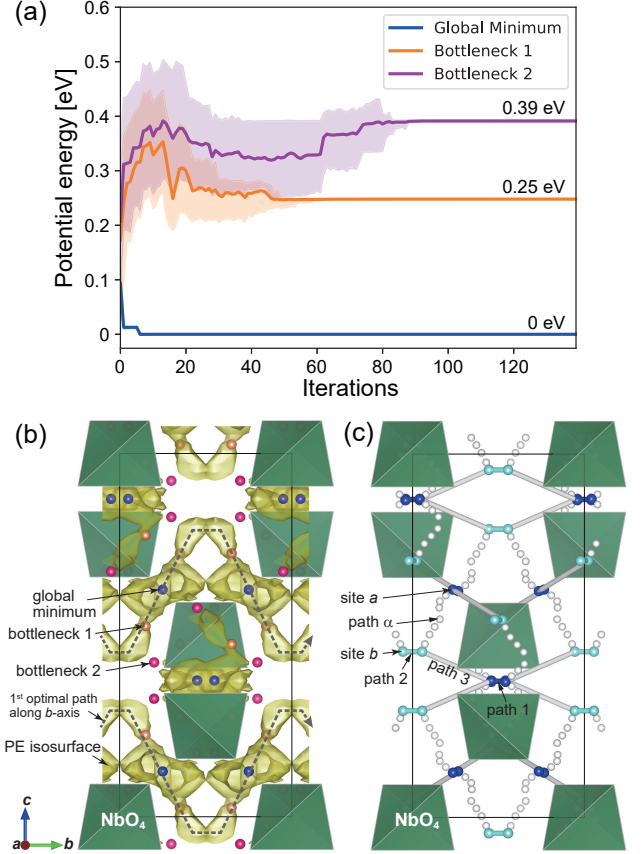 (a)
0.6
Global Minimum
Bottleneck 1
Bottleneck 2
0.5
0.39 eV
0.4
0.3
0.25 eV
0.2
0.1
0 eV
0
Potential energy [eV]
0 20 40 60 80 100 120
Iterations
(b)
global
minimum
bottleneck 1
bottleneck 2
1st optimal path
along b-axis
PE isosurface
NbO4
c
a b
(c)
site a
path α
site b
path 2
path 3
path 1
NbO4